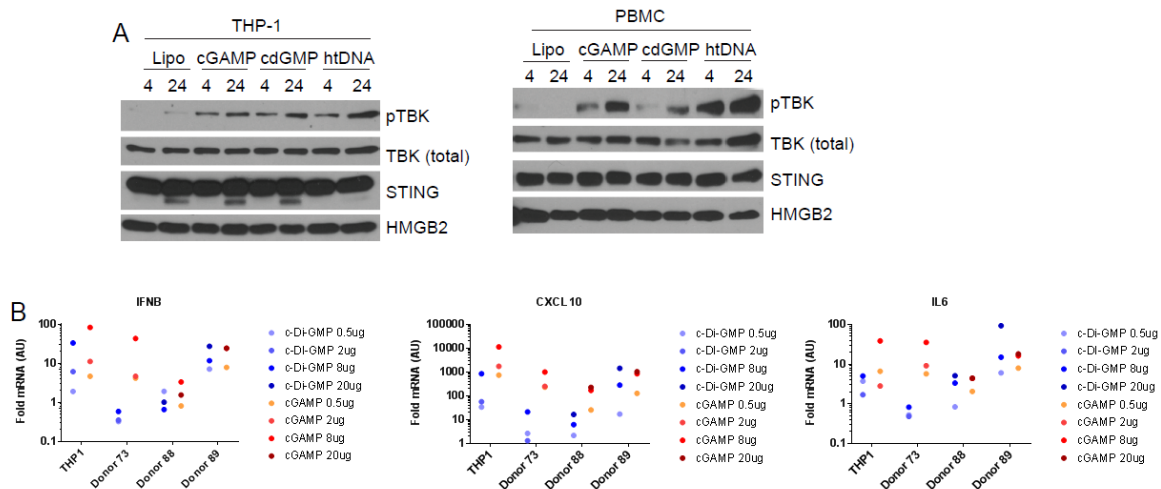 A
THP-1
Lipo cGAMP cdGMP htDNA
4 24 4 24 4 24 4 24
pTBK
TBK (total)
STING
HMGB2
PBMC
Lipo cGAMP cdGMP htDNA
4 24 4 24 4 24 4 24
pTBK
TBK (total)
STING
HMGB2
B
IFNB
Fold mRNA (AU)
100
10
1
0.1
THP1 Donor 73 Donor 88 Donor 89
c-Di-GMP 0.5ug
c-DI-GMP 2ug
c-DI-GMP 8ug
c-Di-GMP 20ug
cGAMP 0.5ug
cGAMP 2ug
cGAMP 8ug
cGAMP 20ug
CXCL10
Fold mRNA (AU)
100000
10000
1000
100
10
1
THP1 Donor 73 Donor 88 Donor 89
c-Di-GMP 0.5ug
c-DI-GMP 2ug
c-DI-GMP 8ug
c-Di-GMP 20ug
cGAMP 0.5ug
cGAMP 2ug
cGAMP 8ug
cGAMP 20ug
IL6
Fold mRNA (AU)
100
10
1
0.1
THP1 Donor 73 Donor 88 Donor 89
c-Di-GMP 0.5ug
c-DI-GMP 2ug
c-DI-GMP 8ug
c-Di-GMP 20ug
cGAMP 0.5ug
cGAMP 2ug
cGAMP 8ug
cGAMP 20ug